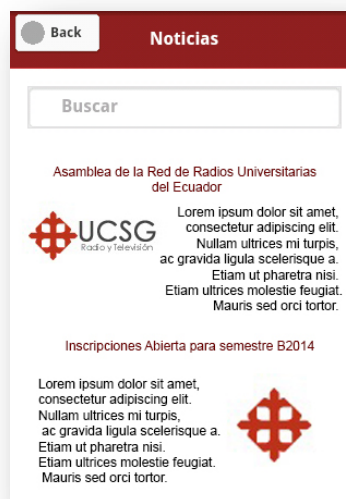 Back
Noticias
Buscar
Asamblea de la Red de Radios Universitarias
del Ecuador
UCSG
Radio y Televisión
Lorem ipsum dolor sit amet,
consectetur adipiscing elit.
Nullam ultrices mi turpis,
ac gravida ligula scelerisque a.
Etiam ut pharetra nisi.
Etiam ultrices molestie feugiat.
Mauris sed orci tortor.
Inscripciones Abierta para semestre B2014
Lorem ipsum dolor sit amet,
consectetur adipiscing elit.
Nullam ultrices mi turpis,
ac gravida ligula scelerisque a.
Etiam ut pharetra nisi.
Etiam ultrices molestie feugiat.
Mauris sed orci tortor.